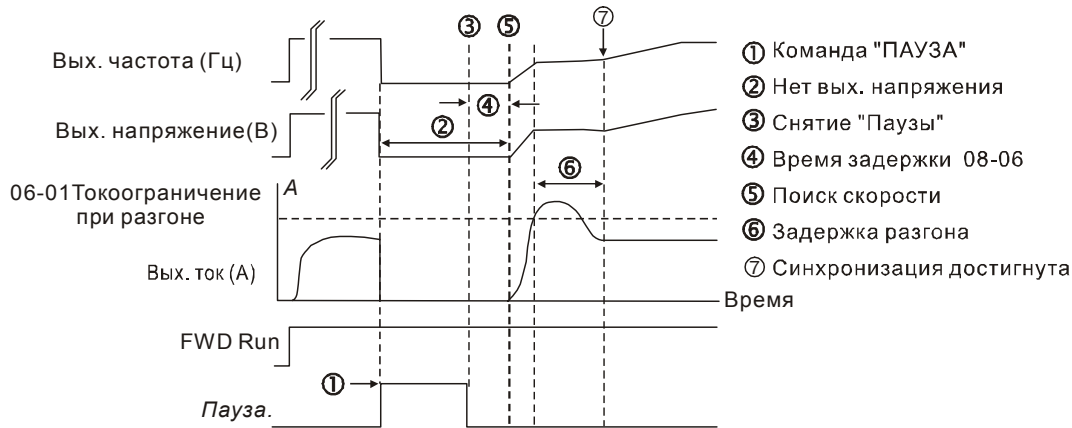 ③ ⑤ ⑦
Вых. частота (Гц)
④
Вых. напряжение(В)
②
06-01Токоограничение
при разгоне
A
⑥
Вых. ток (А)
Время
FWD Run
①
Пауза.
① Команда "ПАУЗА"
② Нет вых. напряжения
③ Снятие "Паузы"
④ Время задержки 08-06
⑤ Поиск скорости
⑥ Задержка разгона
⑦ Синхронизация достигнута